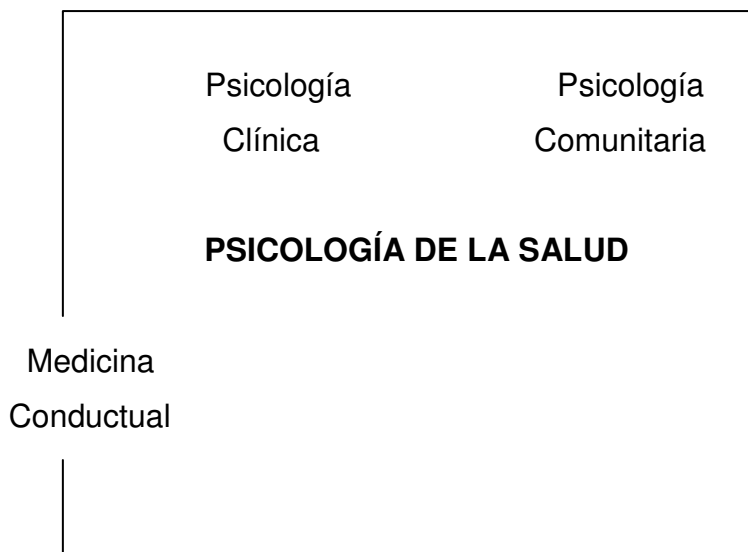 Psicología
Clínica
Psicología
Comunitaria
PSICOLOGÍA DE LA SALUD
Medicina
Conductual